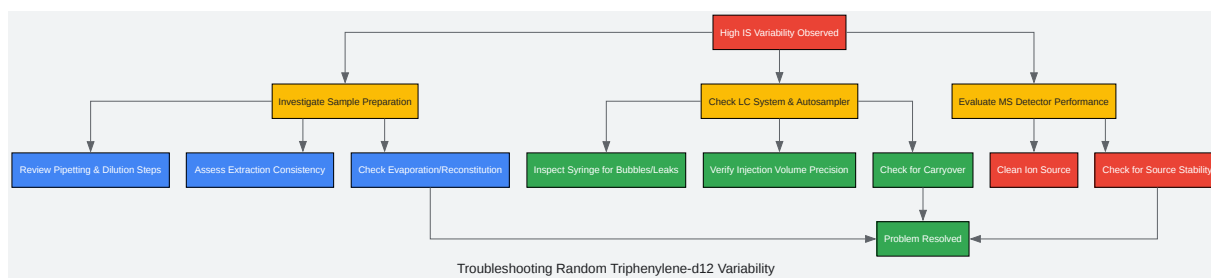 High IS Variability Observed
Investigate Sample Preparation
Check LC System & Autosampler
Evaluate MS Detector Performance
Review Pipetting & Dilution Steps
Assess Extraction Consistency
Check Evaporation/Reconstitution
Inspect Syringe for Bubbles/Leaks
Verify Injection Volume Precision
Check for Carryover
Clean Ion Source
Check for Source Stability
Problem Resolved
Troubleshooting Random Triphenylene-d12 Variability